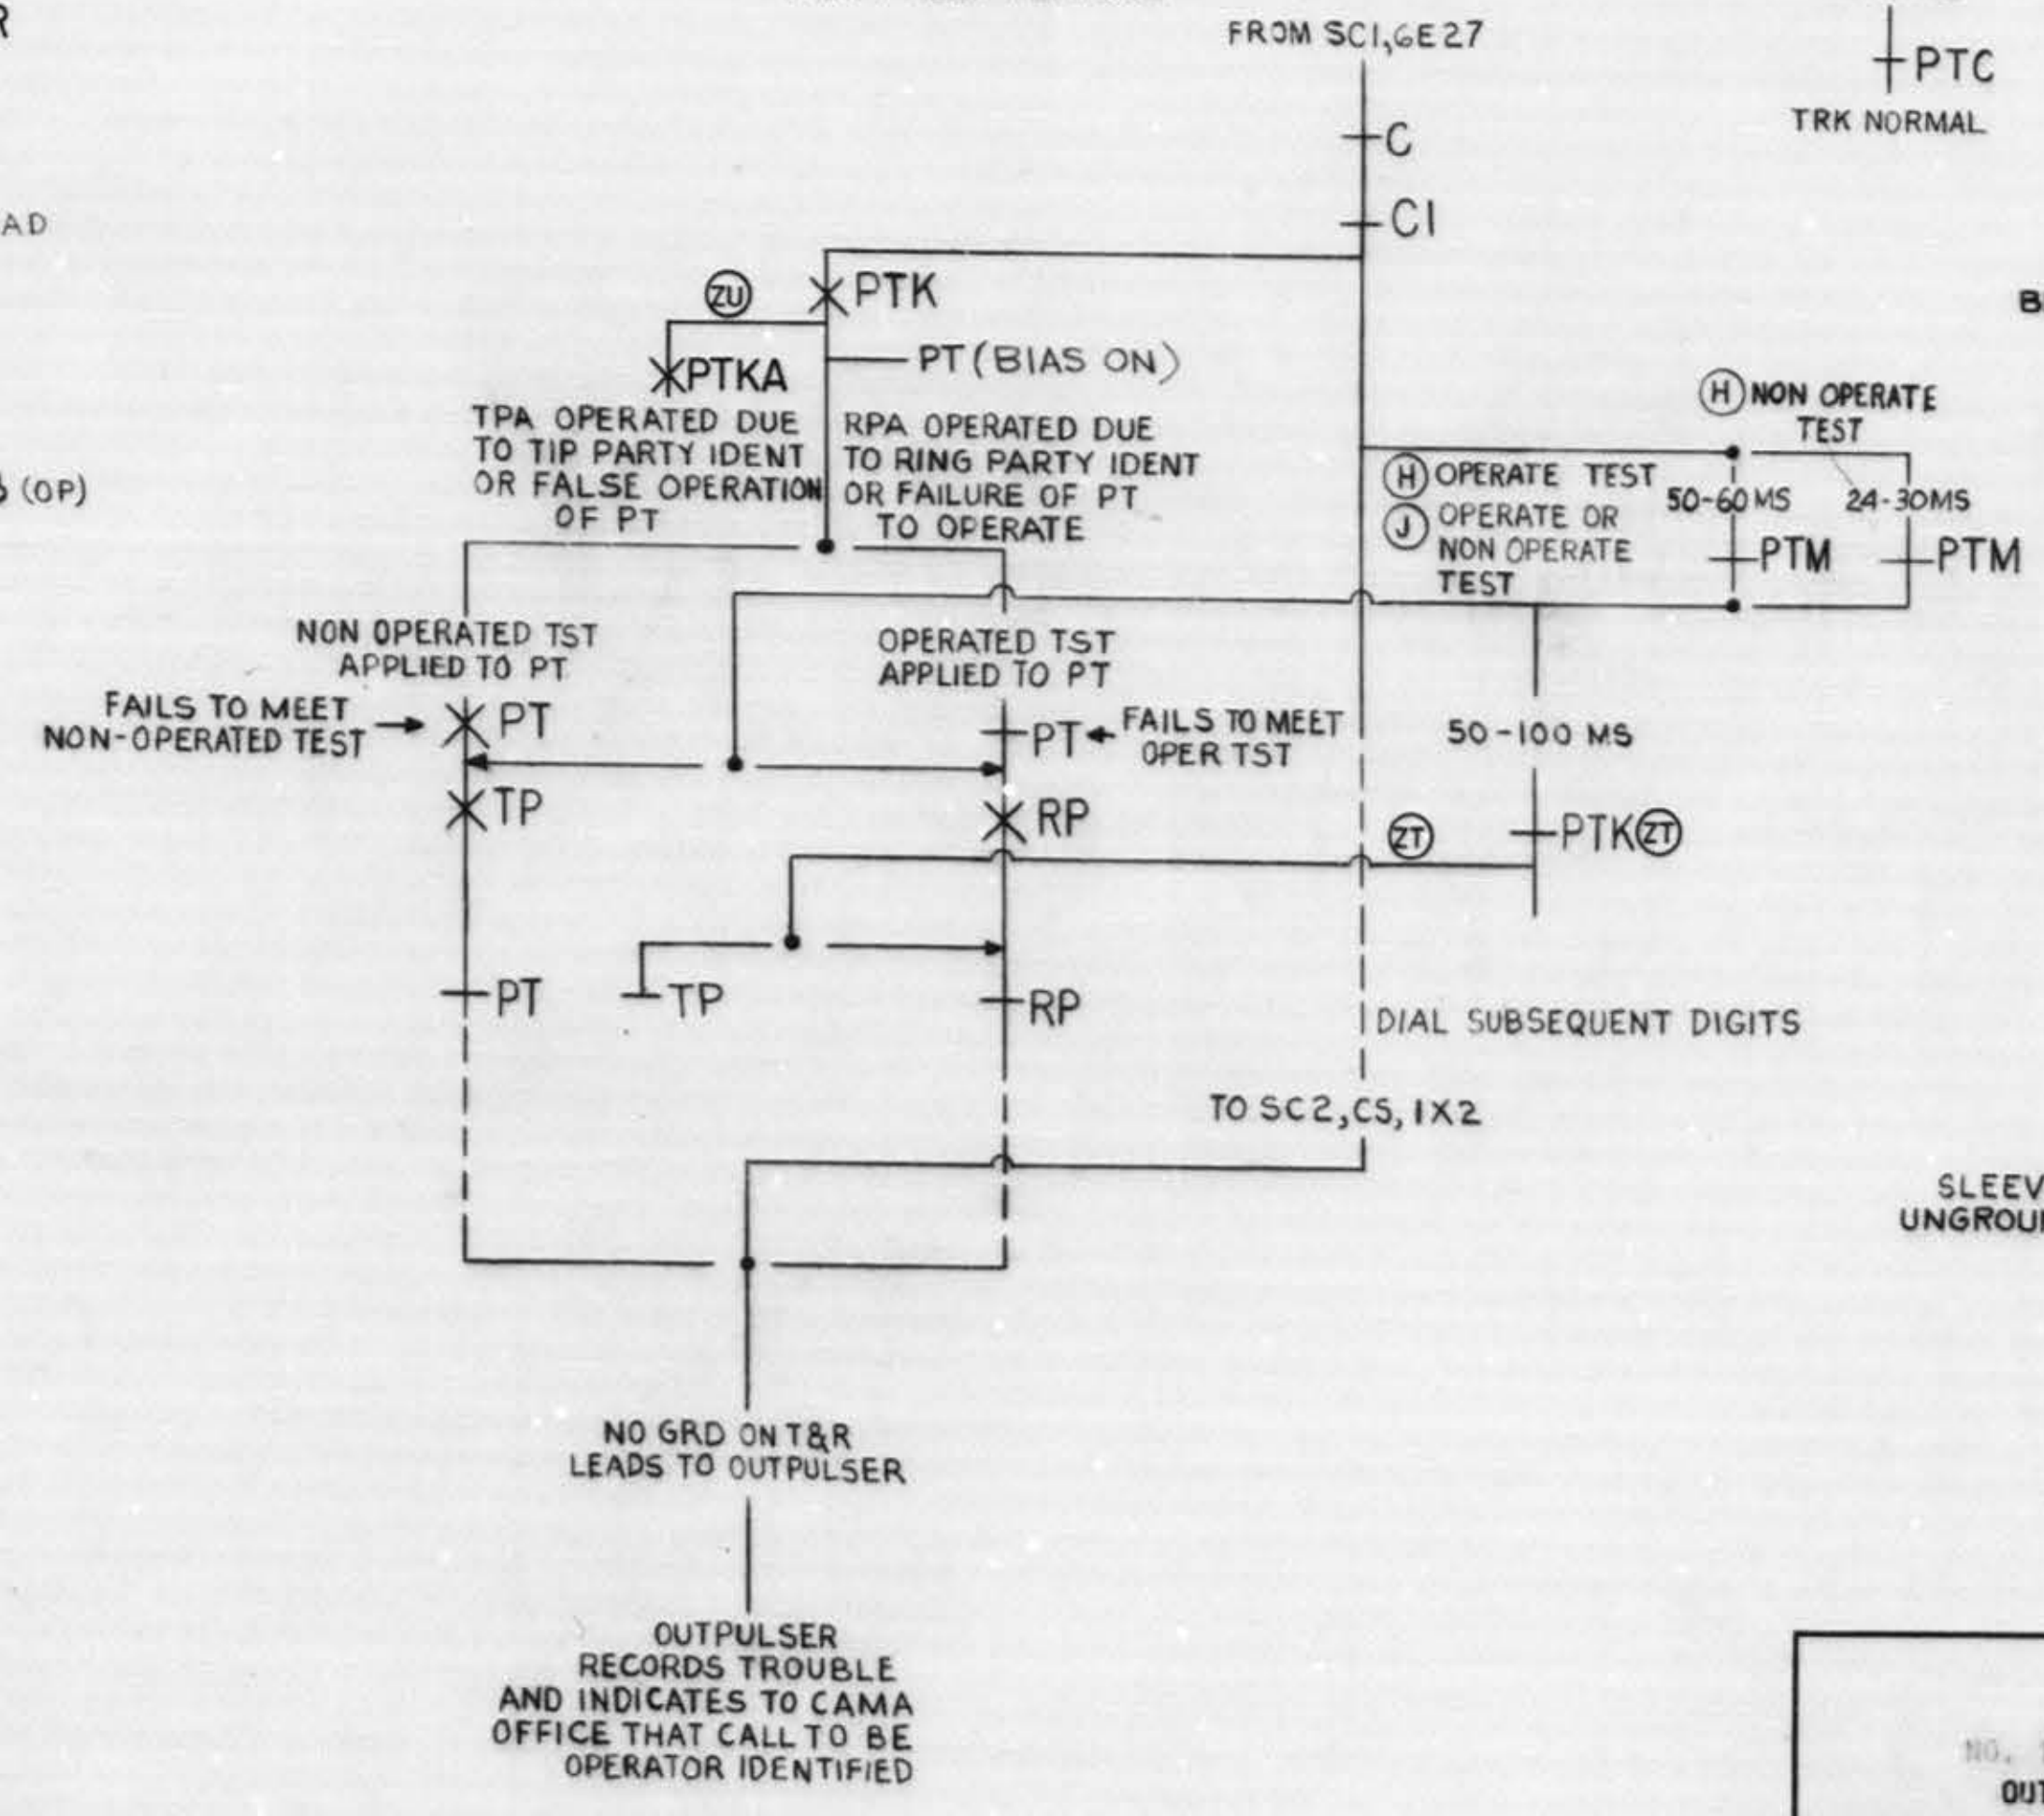 R
FROM SC1,6E27
PTC
TRK NORMAL
C
C1
AD
ZU
PTK
PTKA
PT (BIAS ON)
TPA OPERATED DUE
TO TIP PARTY IDENT
OR FALSE OPERATION
OF PT
RPA OPERATED DUE
TO RING PARTY IDENT
OR FAILURE OF PT
TO OPERATE
B
H NON OPERATE
TEST
H OPERATE TEST
J OPERATE OR
NON OPERATE
TEST
50-60 MS
24-30MS
PTM
PTM
(OP)
NON OPERATED TST
APPLIED TO PT
OPERATED TST
APPLIED TO PT
FAILS TO MEET
NON-OPERATED TEST
PT
PT
FAILS TO MEET
OPER TST
50-100 MS
TP
RP
ZT
PTK ZT
PT
TP
RP
DIAL SUBSEQUENT DIGITS
TO SC2,CS,1X2
SLEEV
UNGROU
NO GRD ON T&R
LEADS TO OUTPULSER
OUTPULSER
RECORDS TROUBLE
AND INDICATES TO CAMA
OFFICE THAT CALL TO BE
OPERATOR IDENTIFIED
NO.
OUT